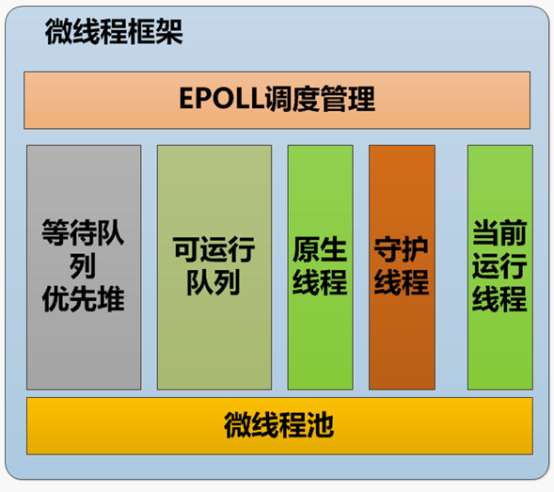 微线程框架
EPOLL调度管理
等待队
列
优先堆
可运行
队列
原生
线程
守护
线程
当前
运行
线程
微线程池